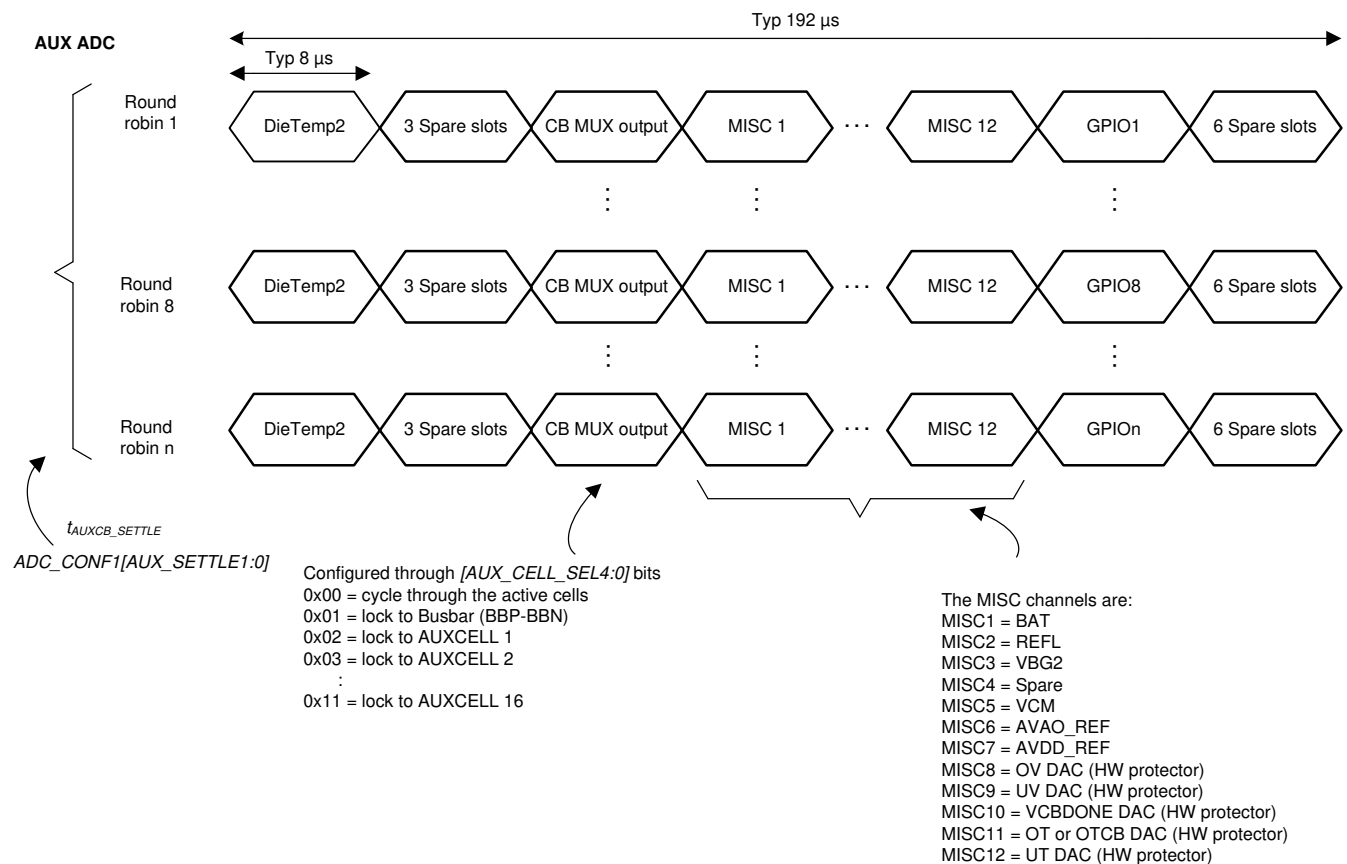 AUX ADC
Typ 192 µs
Typ 8 µs
Round
robin 1
DieTemp2
3 Spare slots
CB MUX output
MISC 1
. . .
MISC 12
GPIO1
6 Spare slots
Round
robin 8
DieTemp2
3 Spare slots
CB MUX output
MISC 1
. . .
MISC 12
GPIO8
6 Spare slots
Round
robin n
DieTemp2
3 Spare slots
CB MUX output
MISC 1
. . .
MISC 12
GPIOn
6 Spare slots
tAUXCB_SETTLE
ADC_CONF1[AUX_SETTLE1:0]
Configured through [AUX_CELL_SEL4:0] bits
0x00 = cycle through the active cells
0x01 = lock to Busbar (BBP-BBN)
0x02 = lock to AUXCELL 1
0x03 = lock to AUXCELL 2
:
0x11 = lock to AUXCELL 16
The MISC channels are:
MISC1 = BAT
MISC2 = REFL
MISC3 = VBG2
MISC4 = Spare
MISC5 = VCM
MISC6 = AVAO_REF
MISC7 = AVDD_REF
MISC8 = OV DAC (HW protector)
MISC9 = UV DAC (HW protector)
MISC10 = VCBDONE DAC (HW protector)
MISC11 = OT or OTCB DAC (HW protector)
MISC12 = UT DAC (HW protector)